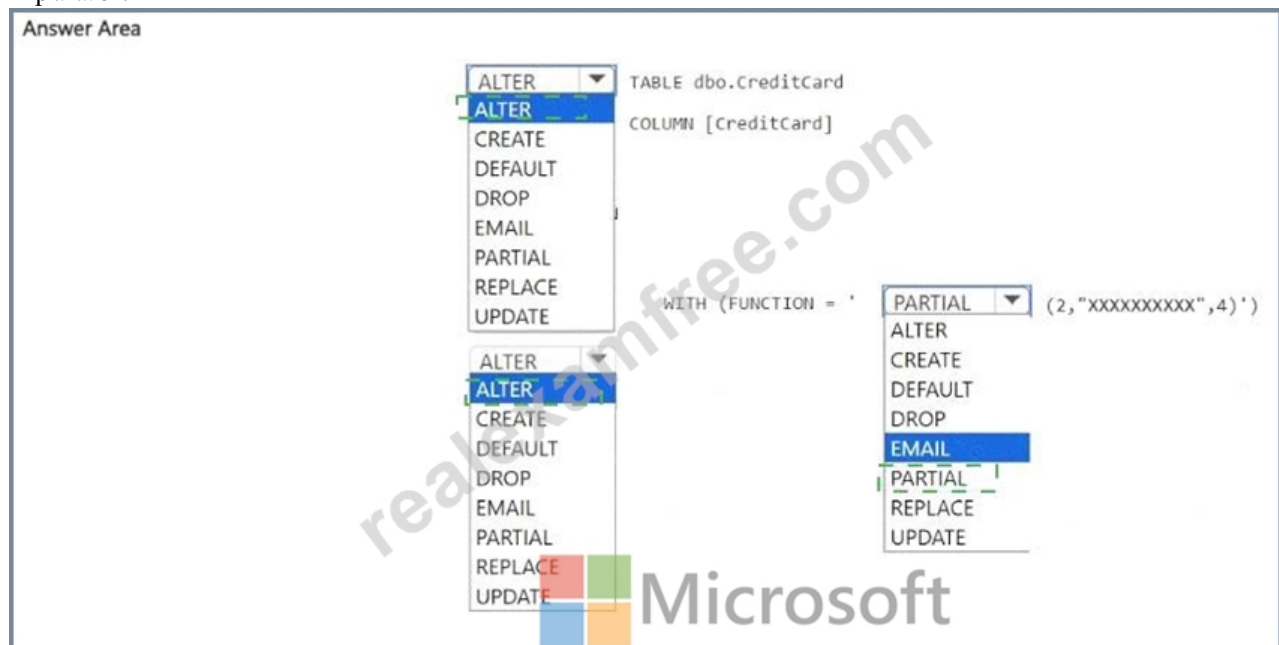 Answer Area
ALTER TABLE dbo.CreditCard
ALTER
COLUMN [CreditCard]
CREATE
DEFAULT
DROP
EMAIL
PARTIAL
REPLACE
UPDATE
WITH (FUNCTION = ' PARTIAL (2,"XXXXXXXXXX",4)')
ALTER
CREATE
DEFAULT
DROP
EMAIL
PARTIAL
REPLACE
UPDATE
ALTER
ALTER
CREATE
DEFAULT
DROP
EMAIL
PARTIAL
REPLACE
UPDATE
realexamfree.com
Microsoft